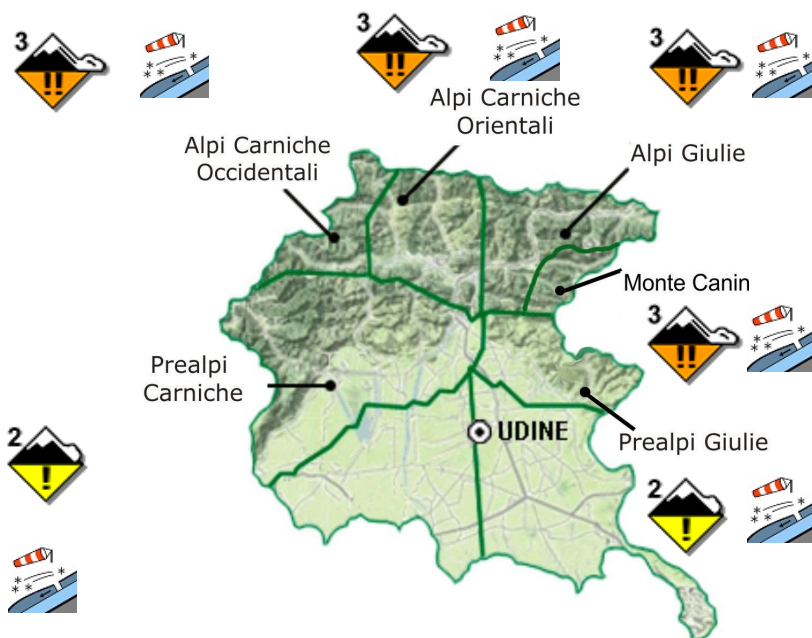 3
3
3
Alpi Carniche
Orientali
Alpi Carniche
Occidentali
Alpi Giulie
Monte Canin
3
!!
!!
!!
!!
Prealpi
Carniche
UDINE
Prealpi Giulie
2
!
2
!